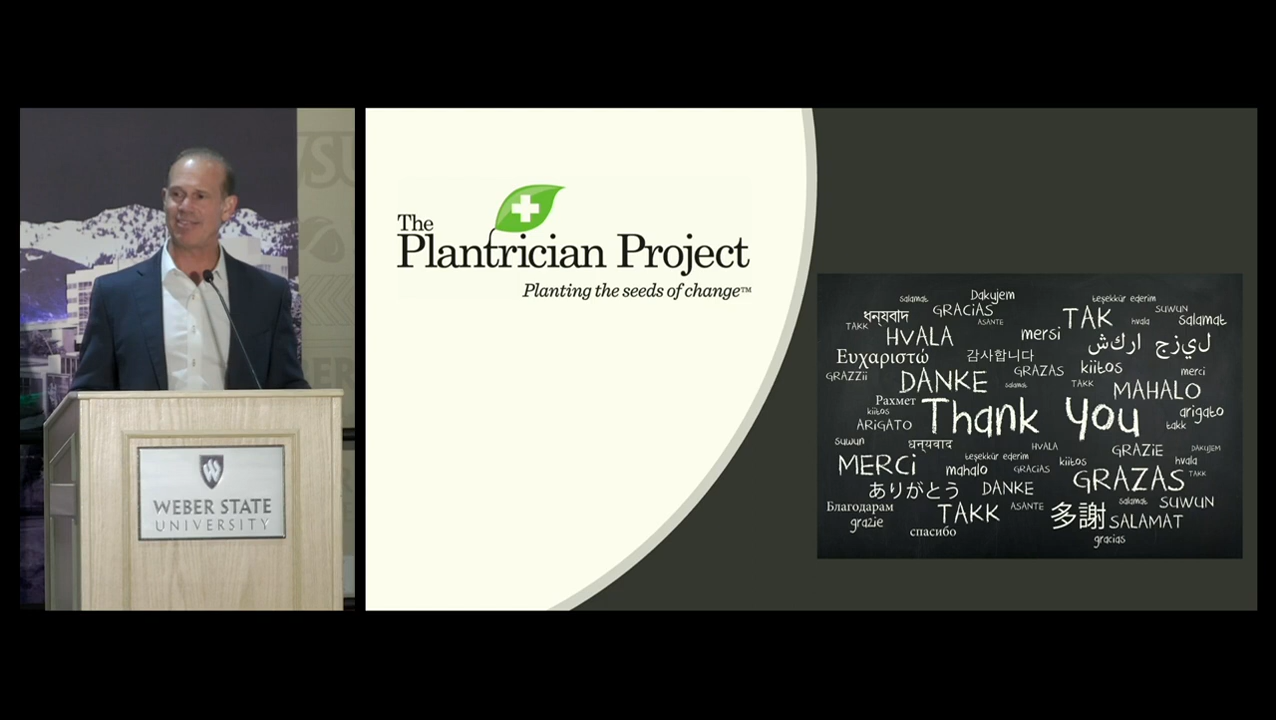 WEBER STATE
UNIVERSITY
The
Plantrician Project
Planting the seeds of change™
salamat Dakujem teşekkür ederim
धन्यवाद GRACiAS SUWUN
TAKK ASANTE TAK hvala salamat
HVALA mersi
Ευχαριστώ 감사합니다
GRAZZii GRAZAS kiitos merci
DANKE salamat TAKK MAHALO
Рахмет
kiitos Thank You arigato
ARiGATO takk
suwun धन्यवाद HVALA GRAZiE DAKUJEM
MERCi mahalo teşekkür ederim GRACiAS kiitos hvala
GRAZAS TAKK
ありがとう DANKE
Благодарам TAKK ASANTE 多謝 salamat SUWUN
grazie SALAMAT
спасибо gracias